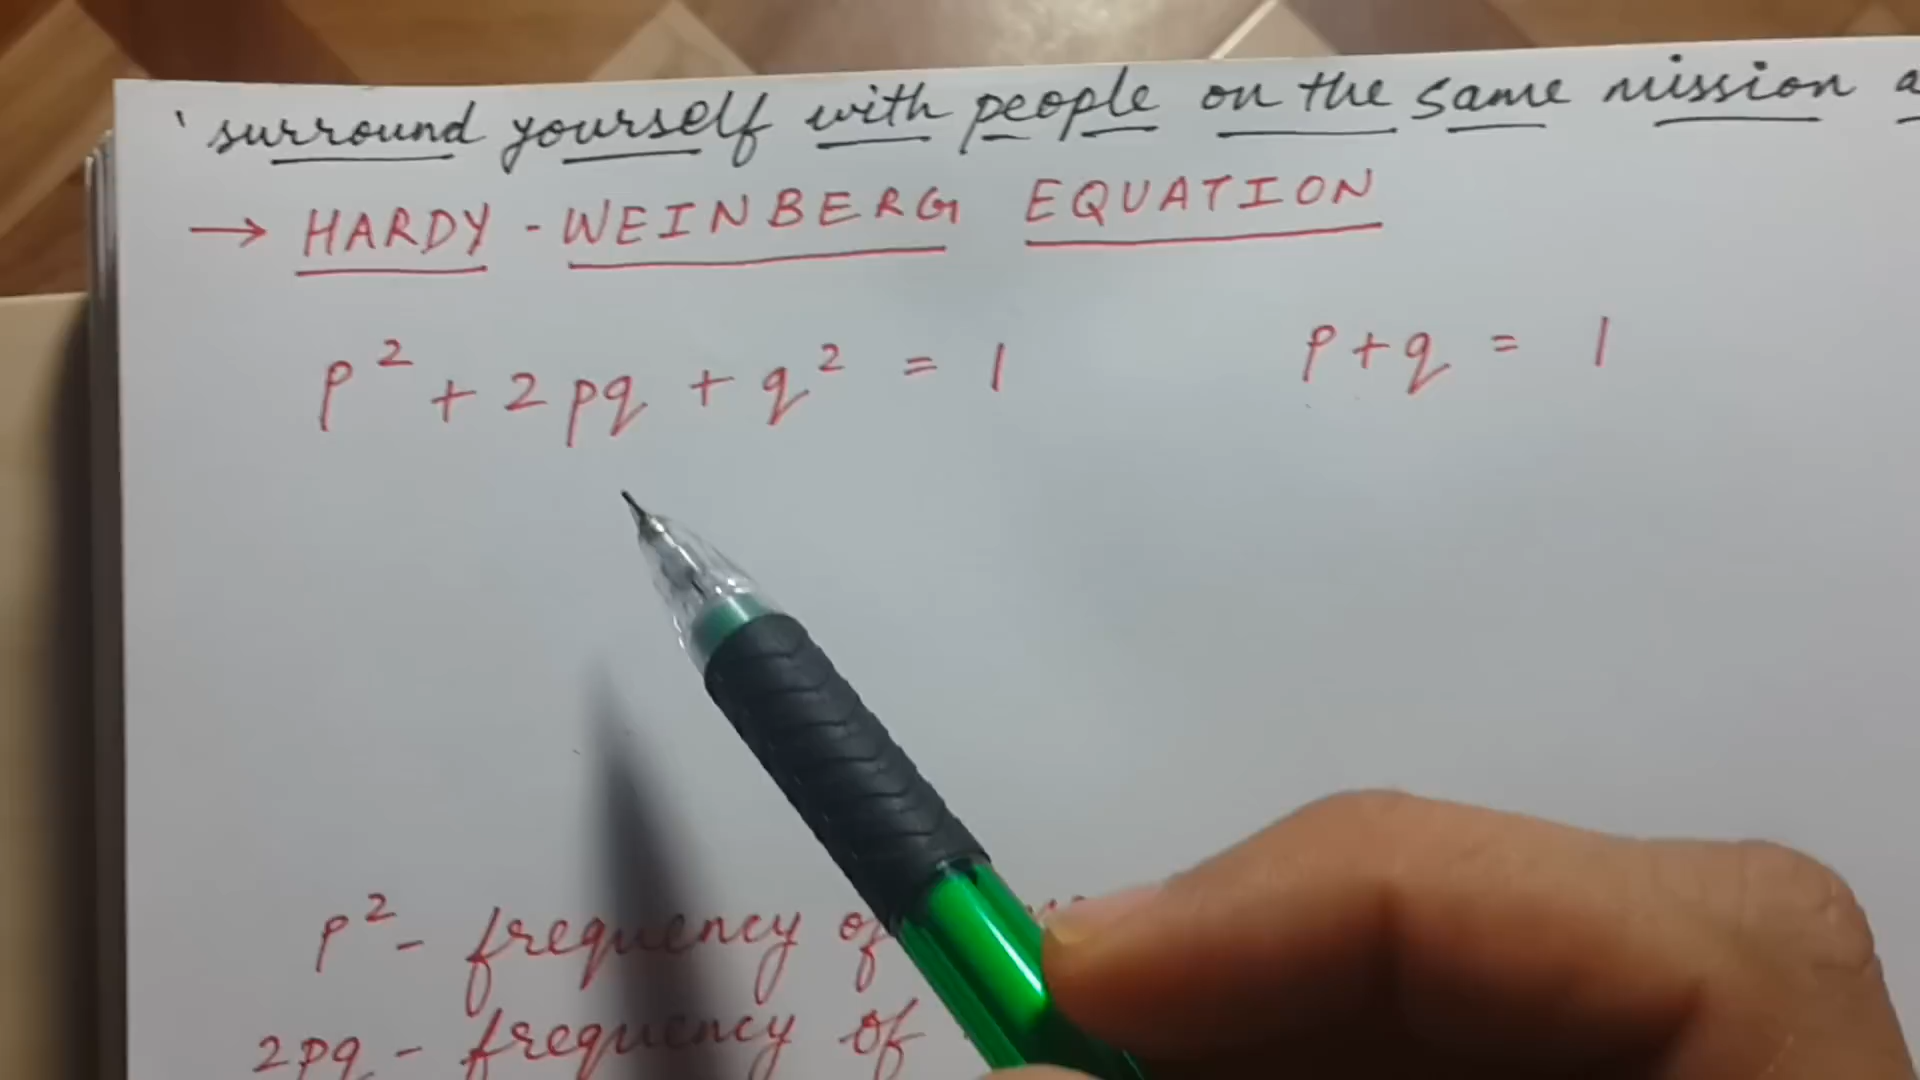 ' surround yourself with people on the same mission a
→ HARDY - WEINBERG EQUATION
p² + 2pq + q² = 1
p + q = 1
p² - frequency of
2pq - frequency of